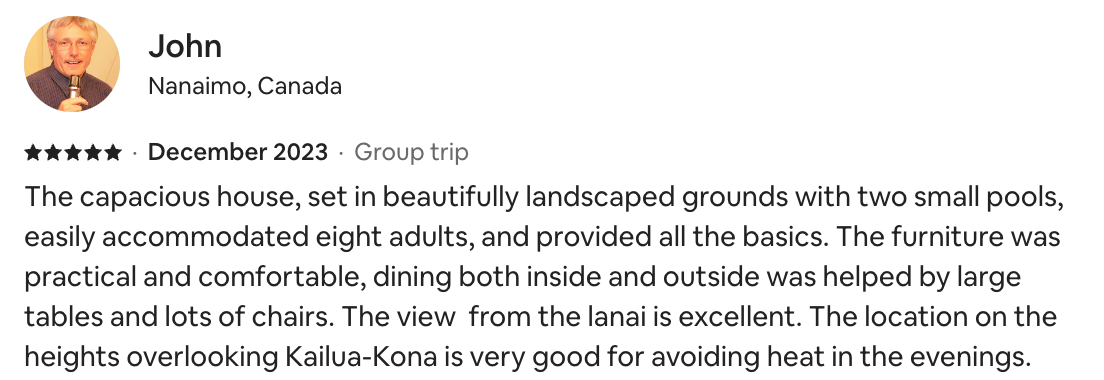 John
Nanaimo, Canada
★★★★★ · December 2023 · Group trip
The capacious house, set in beautifully landscaped grounds with two small pools,
easily accommodated eight adults, and provided all the basics. The furniture was
practical and comfortable, dining both inside and outside was helped by large
tables and lots of chairs. The view  from the lanai is excellent. The location on the
heights overlooking Kailua-Kona is very good for avoiding heat in the evenings.